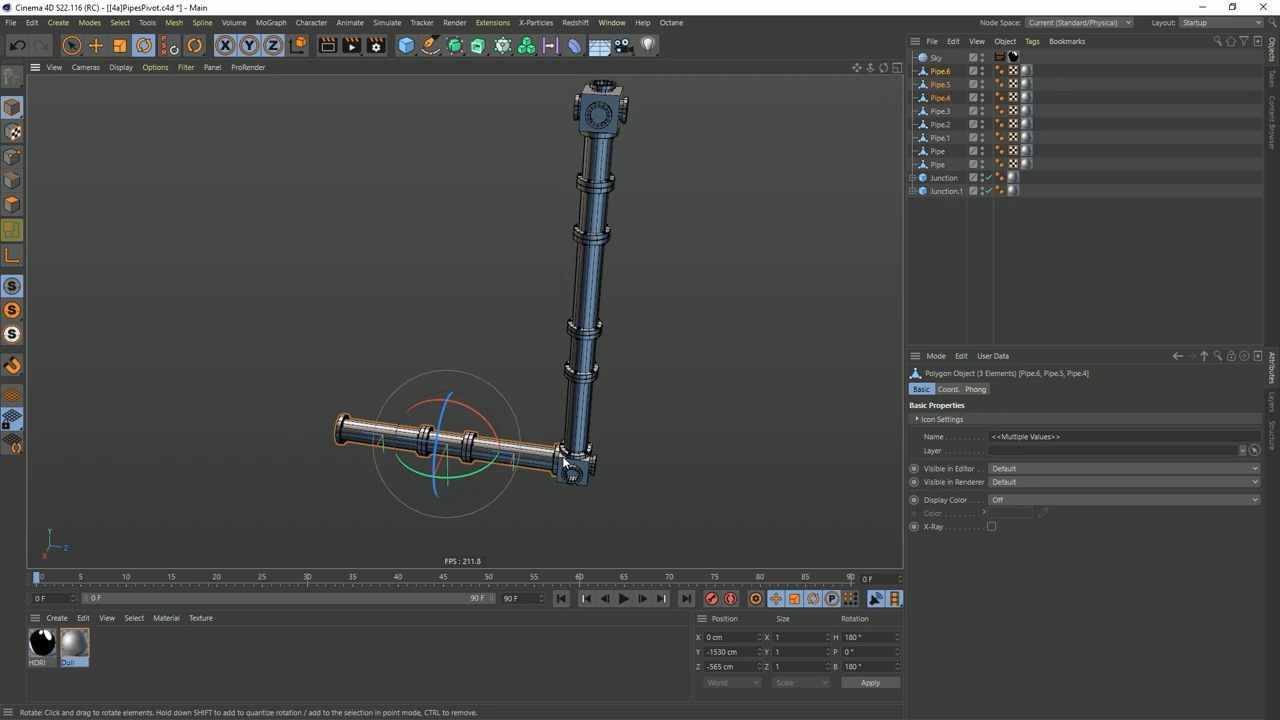 Cinema 4D S22.116 (RC) - [[4a]PipesPivot.c4d *] - Main
File Edit Create Modes Select Tools Mesh Spline Volume MoGraph Character Animate Simulate Tracker Render Extensions X-Particles Redshift Window Help Octane
Node Space: Current (Standard/Physical) Layout: Startup
View Cameras Display Options Filter Panel ProRender
File Edit View Object Tags Bookmarks
Sky
Pipe.6
Pipe.5
Pipe.4
Pipe.3
Pipe.2
Pipe.1
Pipe
Pipe
Junction
Junction.1
Objects
Takes
Content Browser
Attributes
Layers
Structure
Mode Edit User Data
Polygon Object (3 Elements) [Pipe.6, Pipe.5, Pipe.4]
Basic Coord. Phong
Basic Properties
Icon Settings
Name <<Multiple Values>>
Layer
Visible in Editor Default
Visible in Renderer Default
Display Color Off
Color
X-Ray
Y
Z
X
FPS : 211.8
0 5 10 15 20 25 30 35 40 45 50 55 60 65 70 75 80 85 90 0 F
0 F 0 F 90 F 90 F
Create Edit View Select Material Texture
HDRI Dull
Position Size Rotation
X 0 cm X 1 H 180 °
Y -1530 cm Y 1 P 0 °
Z -565 cm Z 1 B 180 °
World Scale Apply
Rotate: Click and drag to rotate elements. Hold down SHIFT to add to quantize rotation / add to the selection in point mode, CTRL to remove.